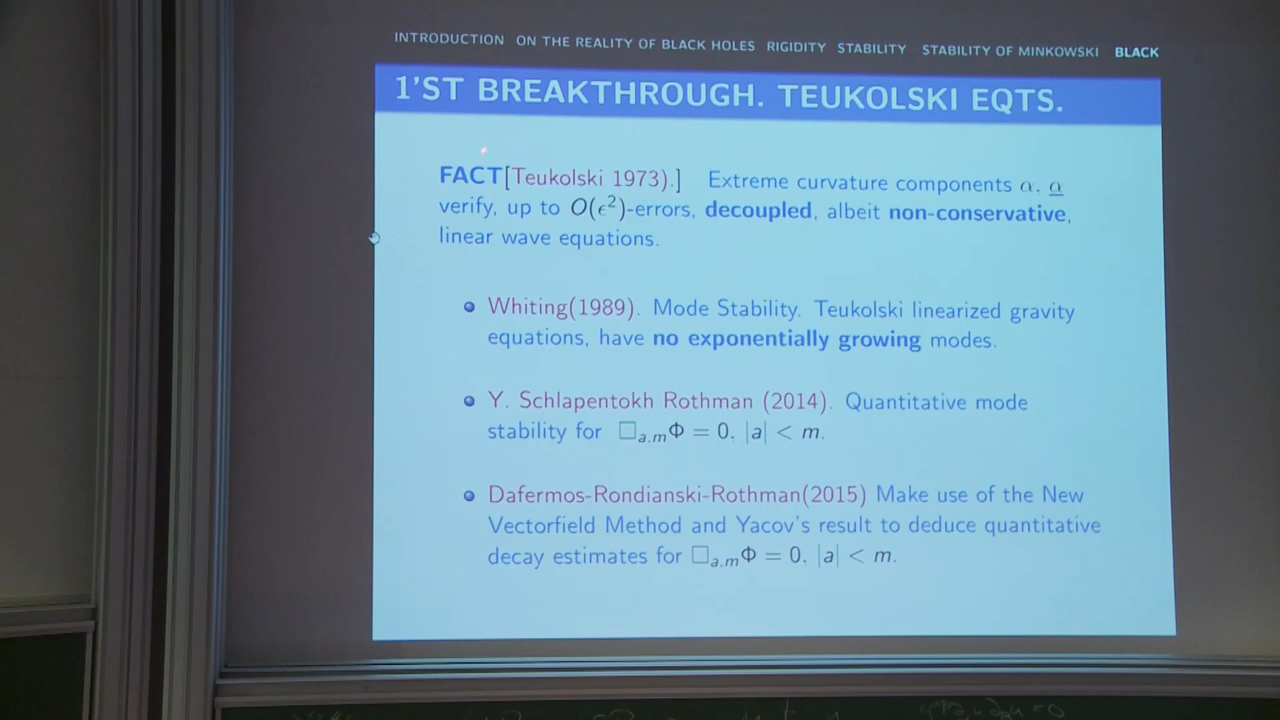 INTRODUCTION ON THE REALITY OF BLACK HOLES RIGIDITY STABILITY STABILITY OF MINKOWSKI BLACK
1'ST BREAKTHROUGH. TEUKOLSKI EQTS.
FACT[Teukolski 1973).] Extreme curvature components α, α̲
verify, up to O(ϵ²)-errors, decoupled, albeit non-conservative,
linear wave equations.
Whiting(1989). Mode Stability. Teukolski linearized gravity
equations, have no exponentially growing modes.
Y. Schlapentokh Rothman (2014). Quantitative mode
stability for □a,mΦ = 0, |a| < m.
Dafermos-Rondianski-Rothman(2015) Make use of the New
Vectorfield Method and Yacov's result to deduce quantitative
decay estimates for □a,mΦ = 0, |a| < m.